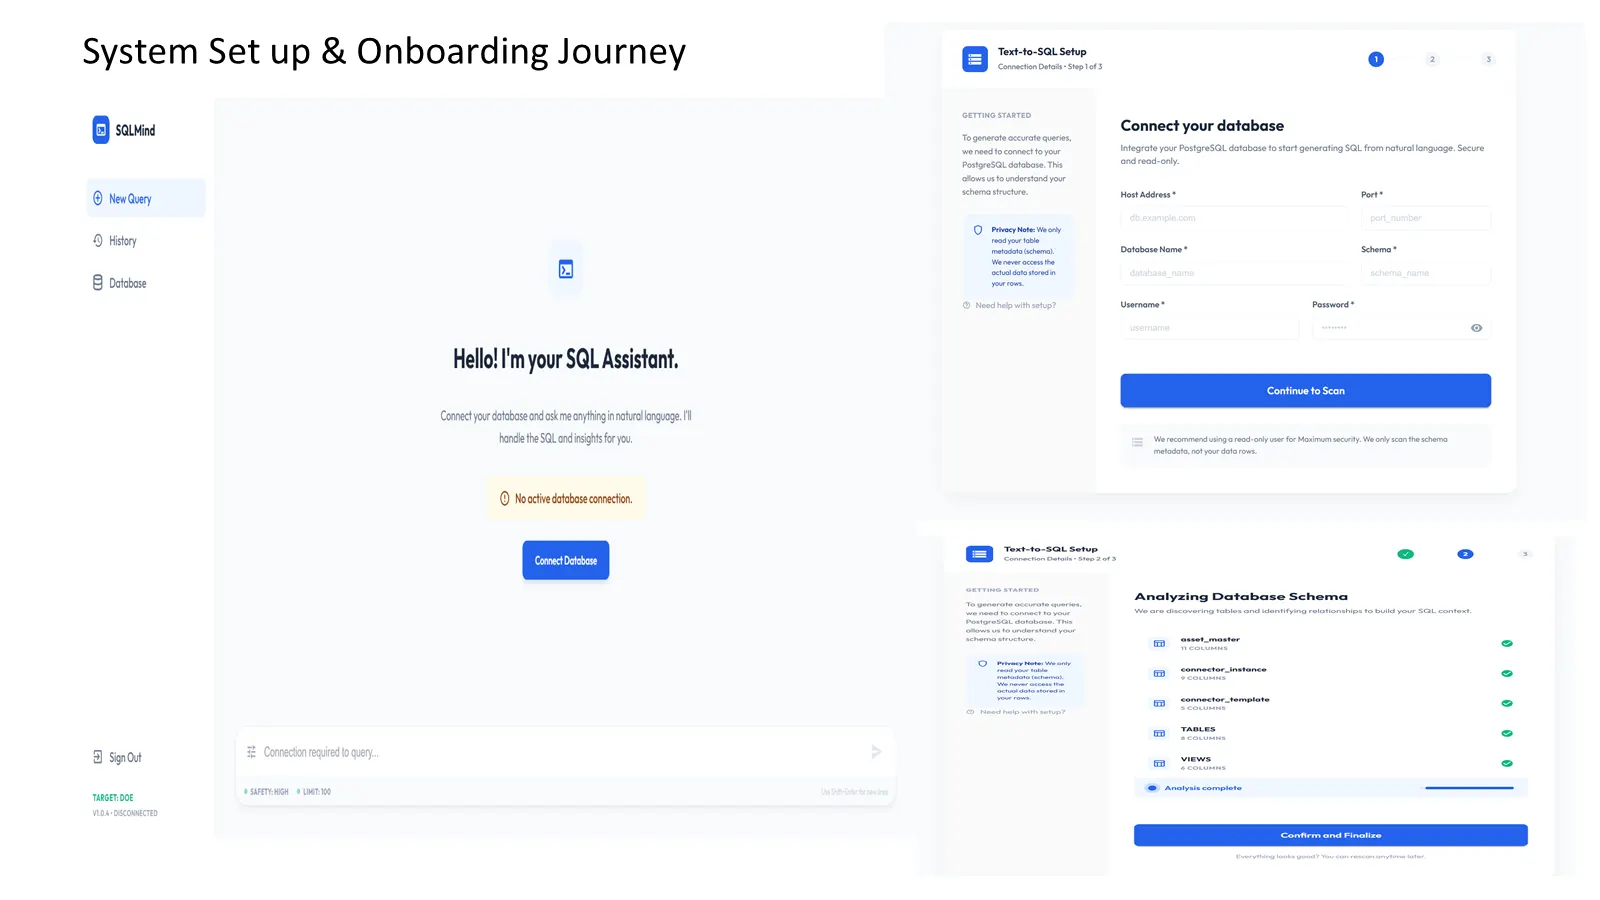 System Set up & Onboarding Journey
SQLMind
New Query
History
Database
Hello! I'm your SQL Assistant.
Connect your database and ask me anything in natural language. I'll
handle the SQL and insights for you.
No active database connection.
Connect Database
Connection required to query...
SAFETY: HIGH
LIMIT: 100
Use Shift+Enter for new lines
Sign Out
TARGET: DOE
V1.0.4 • DISCONNECTED
Text-to-SQL Setup
Connection Details • Step 1 of 3
1
2
3
GETTING STARTED
To generate accurate queries,
we need to connect to your
PostgreSQL database. This
allows us to understand your
schema structure.
Privacy Note: We only
read your table
metadata (schema).
We never access the
actual data stored in
your rows.
Need help with setup?
Connect your database
Integrate your PostgreSQL database to start generating SQL from natural language. Secure
and read-only.
Host Address *
Port *
db.example.com
port_number
Database Name *
Schema *
database_name
schema_name
Username *
Password *
username
Continue to Scan
We recommend using a read-only user for Maximum security. We only scan the schema
metadata, not your data rows.
Text-to-SQL Setup
Connection Details • Step 2 of 3
2
3
GETTING STARTED
To generate accurate queries,
we need to connect to your
PostgreSQL database. This
allows us to understand your
schema structure.
Privacy Note: We only
read your table
metadata (schema).
We never access the
actual data stored in
your rows.
Need help with setup?
Analyzing Database Schema
We are discovering tables and identifying relationships to build your SQL context.
asset_master
11 COLUMNS
connector_instance
9 COLUMNS
connector_template
5 COLUMNS
TABLES
8 COLUMNS
VIEWS
6 COLUMNS
Analysis complete
Confirm and Finalize
Everything looks good? You can rescan anytime later.